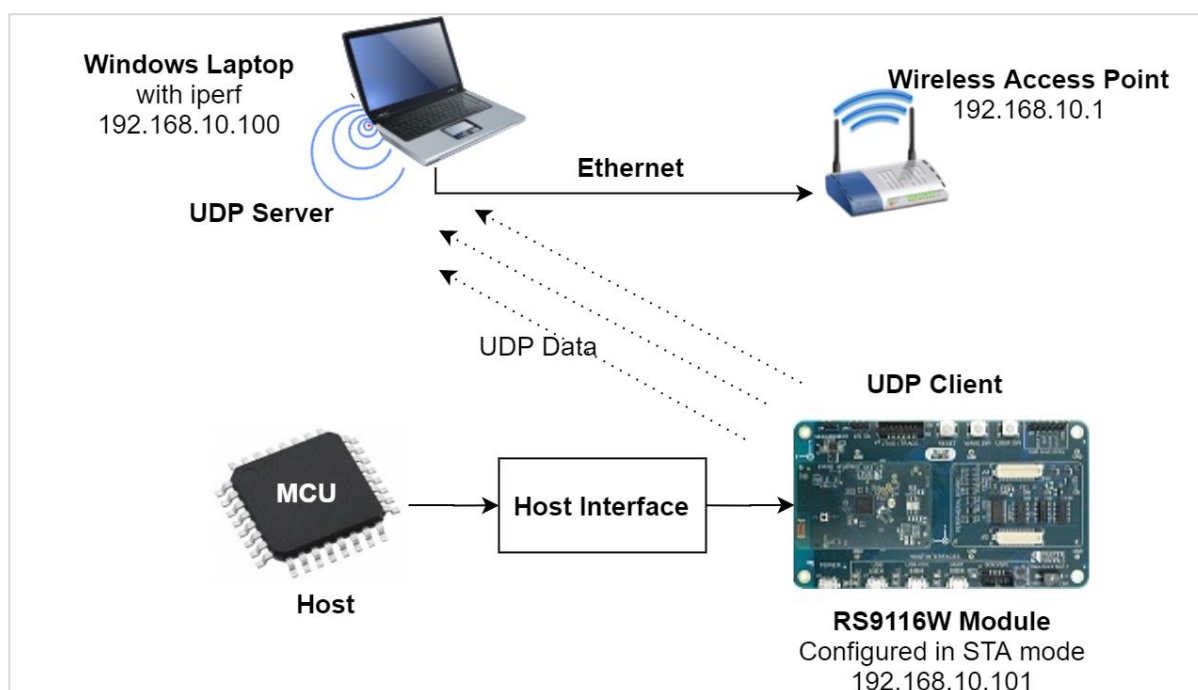 Windows Laptop
with iperf
192.168.10.100
Wireless Access Point
192.168.10.1
Ethernet
UDP Server
UDP Data
UDP Client
MCU
Host Interface
Host
RS9116W Module
Configured in STA mode
192.168.10.101